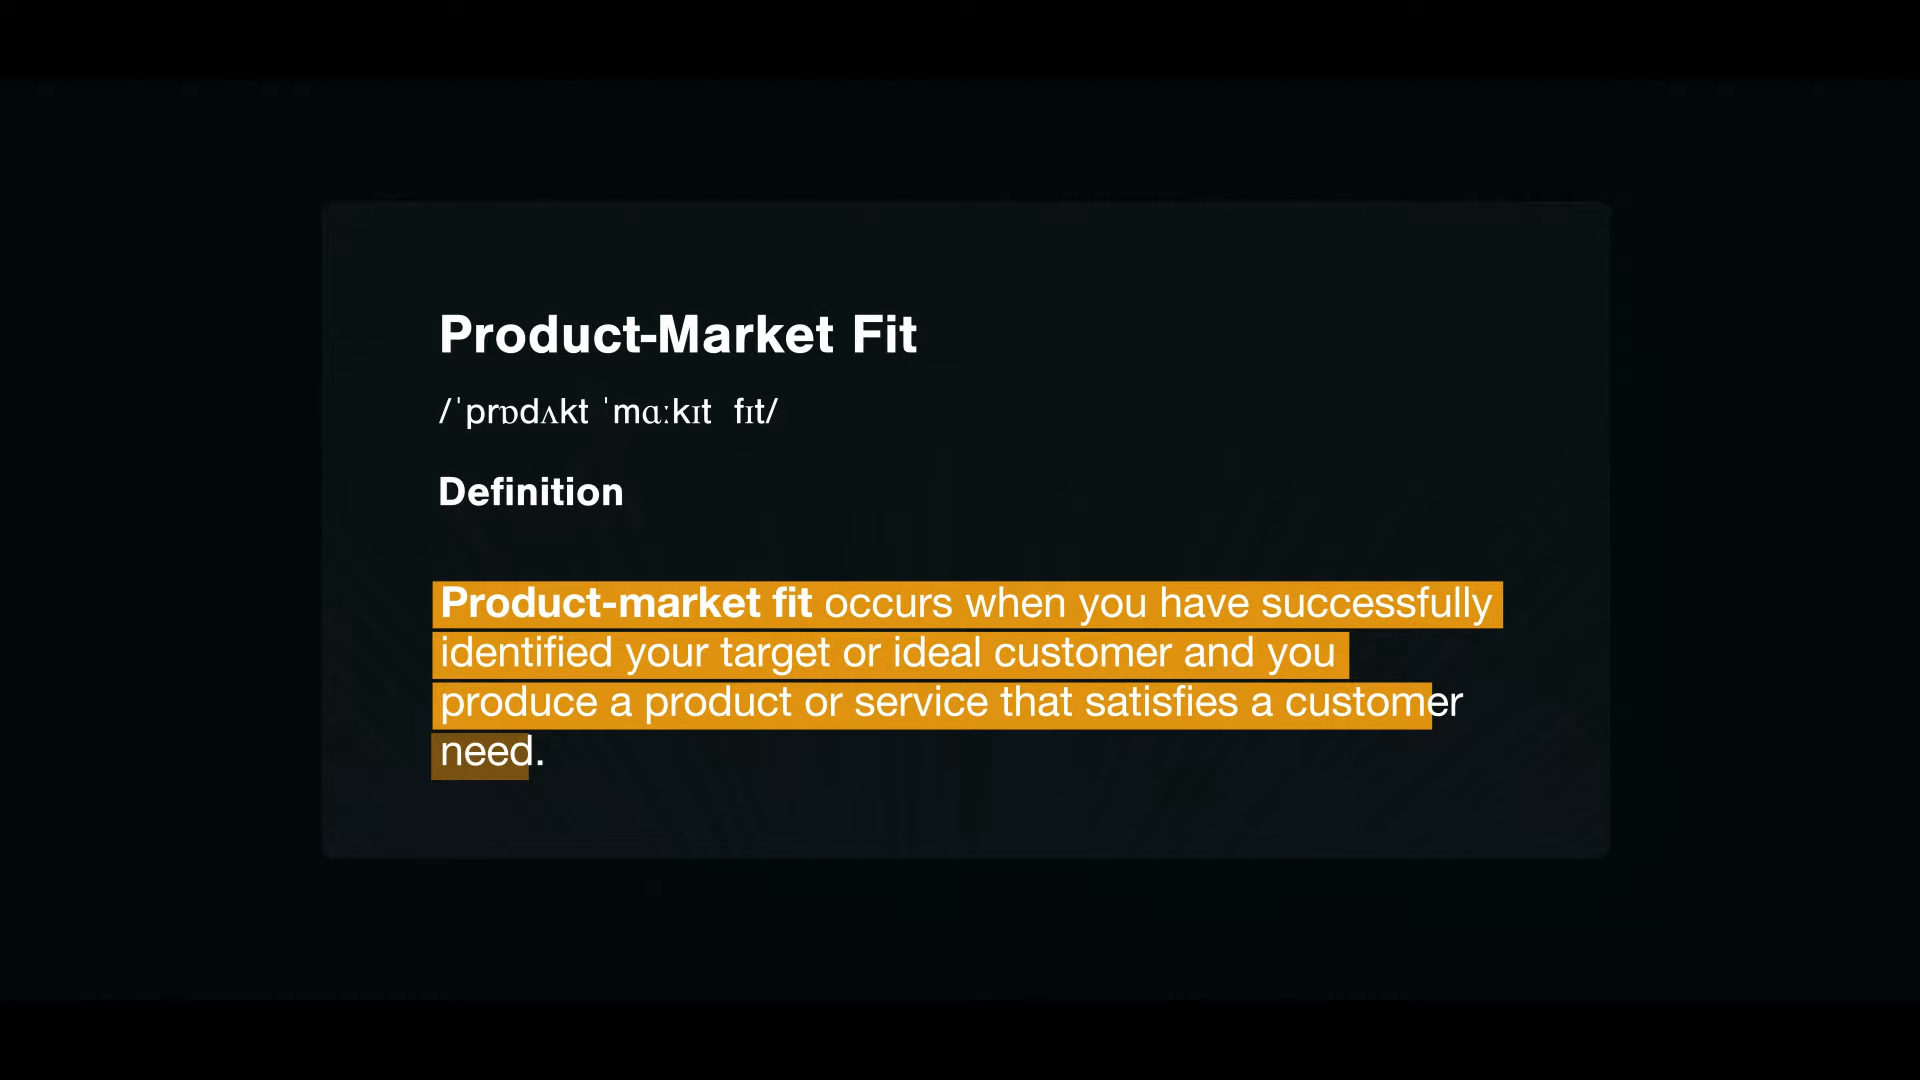 Product-Market Fit
/ˈprɒdʌkt ˈmɑːkɪt fɪt/
Definition
Product-market fit occurs when you have successfully
identified your target or ideal customer and you
produce a product or service that satisfies a customer
need.